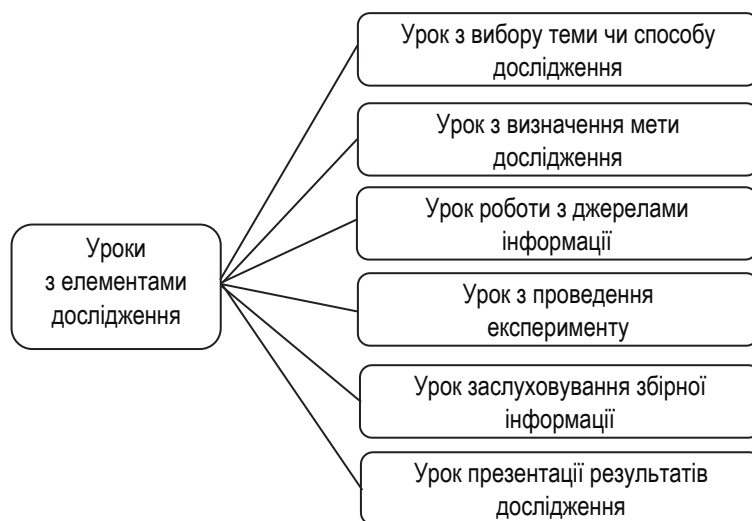 Уроки
з елементами
дослідження
Урок з вибору теми чи способу
дослідження
Урок з визначення мети
дослідження
Урок роботи з джерелами
інформації
Урок з проведення
експерименту
Урок заслуховування збірної
інформації
Урок презентації результатів
дослідження